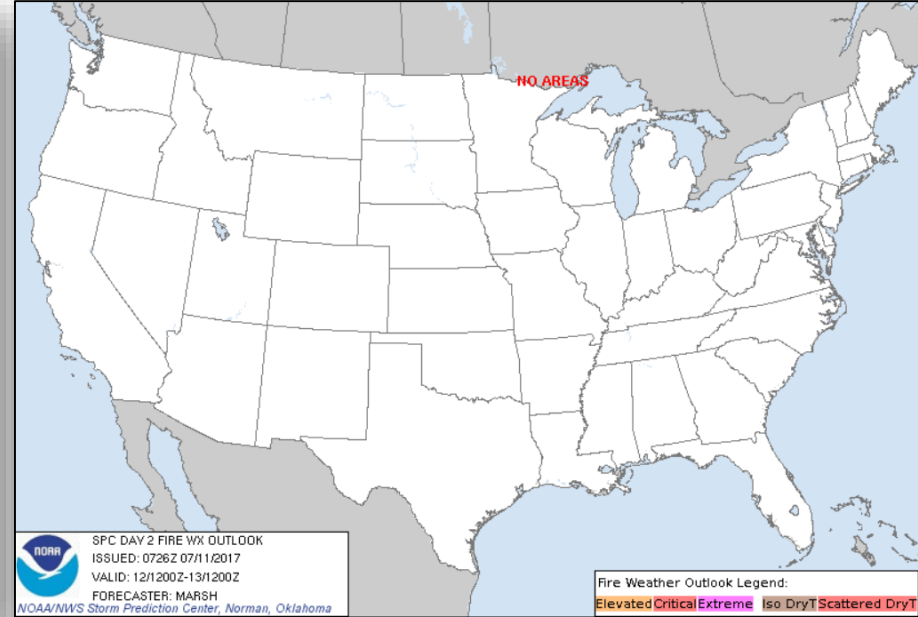 NO AREAS
NOAA
SPC DAY 2 FIRE WX OUTLOOK
ISSUED: 0726Z 07/11/2017
VALID: 12/1200Z-13/1200Z
FORECASTER: MARSH
NOAA/NWS Storm Prediction Center, Norman, Oklahoma
Fire Weather Outlook Legend:
Elevated Critical Extreme Iso DryT Scattered DryT